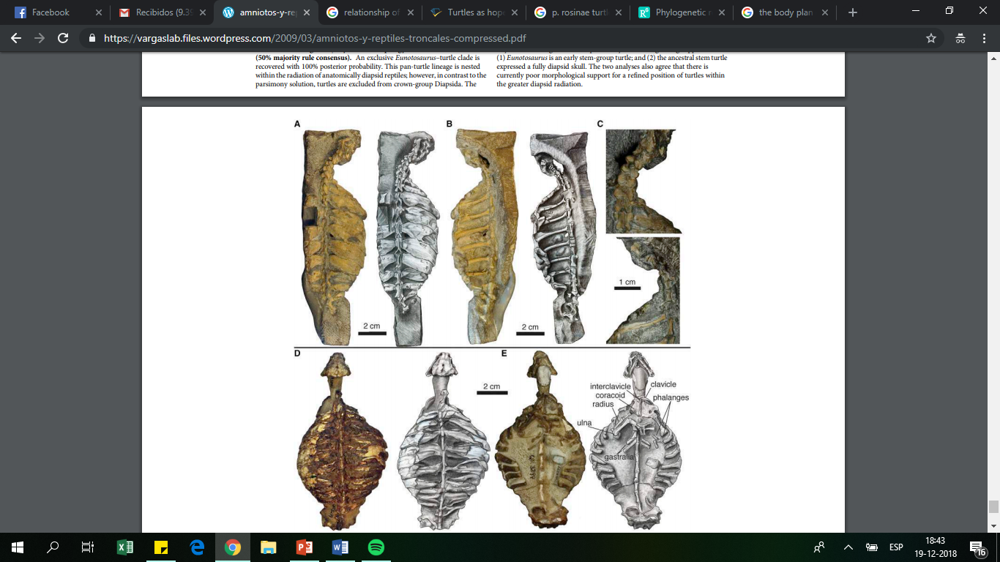 Facebook
Recibidos (9.39
amniotos-y-rep
relationship of
Turtles as hope
p. rosinae turt
Phylogenetic n
the body plan
https://vargaslab.files.wordpress.com/2009/03/amniotos-y-reptiles-troncales-compressed.pdf
(50% majority rule consensus). An exclusive Eunotosaurus–turtle clade is
recovered with 100% posterior probability. This pan-turtle lineage is nested
within the radiation of anatomically diapsid reptiles; however, in contrast to the
parsimony solution, turtles are excluded from crown-group Diapsida. The
(1) Eunotosaurus is an early stem-group turtle; and (2) the ancestral stem turtle
expressed a fully diapsid skull. The two analyses also agree that there is
currently poor morphological support for a refined position of turtles within
the greater diapsid radiation.
A
B
C
2 cm
2 cm
1 cm
D
E
2 cm
interclavicle
clavicle
coracoid
phalanges
radius
ulna
gastralia
ESP
18:43
19-12-2018
16